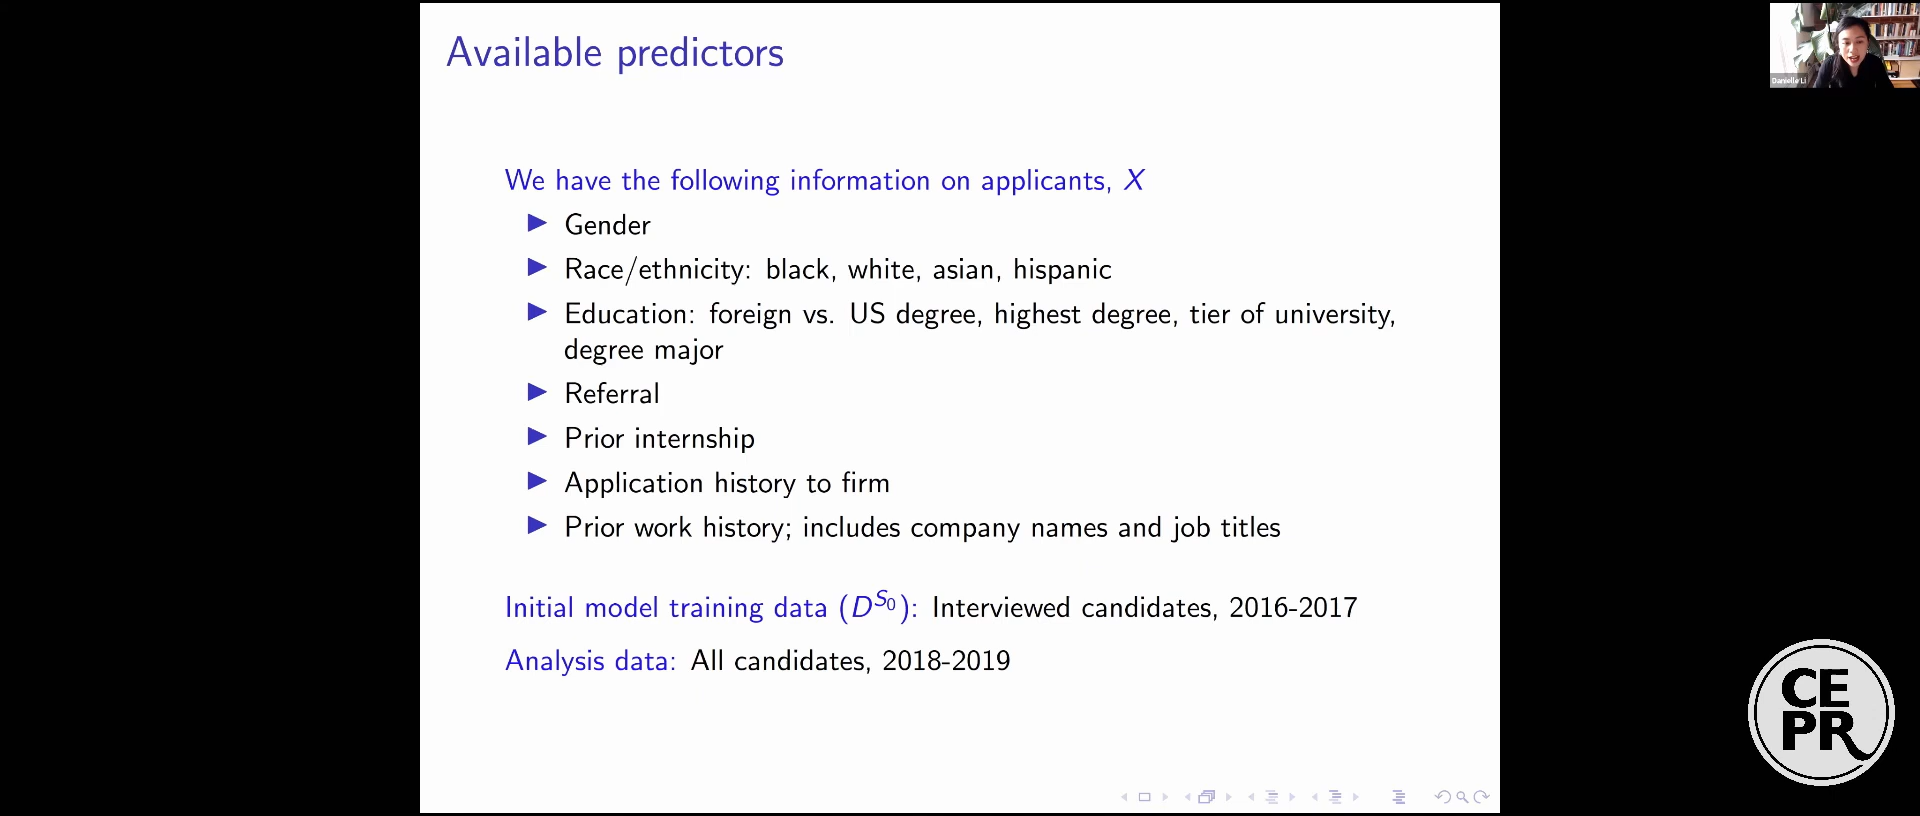 Available predictors
Danielle Li
We have the following information on applicants, X
Gender
Race/ethnicity: black, white, asian, hispanic
Education: foreign vs. US degree, highest degree, tier of university,
degree major
Referral
Prior internship
Application history to firm
Prior work history; includes company names and job titles
Initial model training data (D^{S_0}): Interviewed candidates, 2016-2017
Analysis data: All candidates, 2018-2019
CE
PR